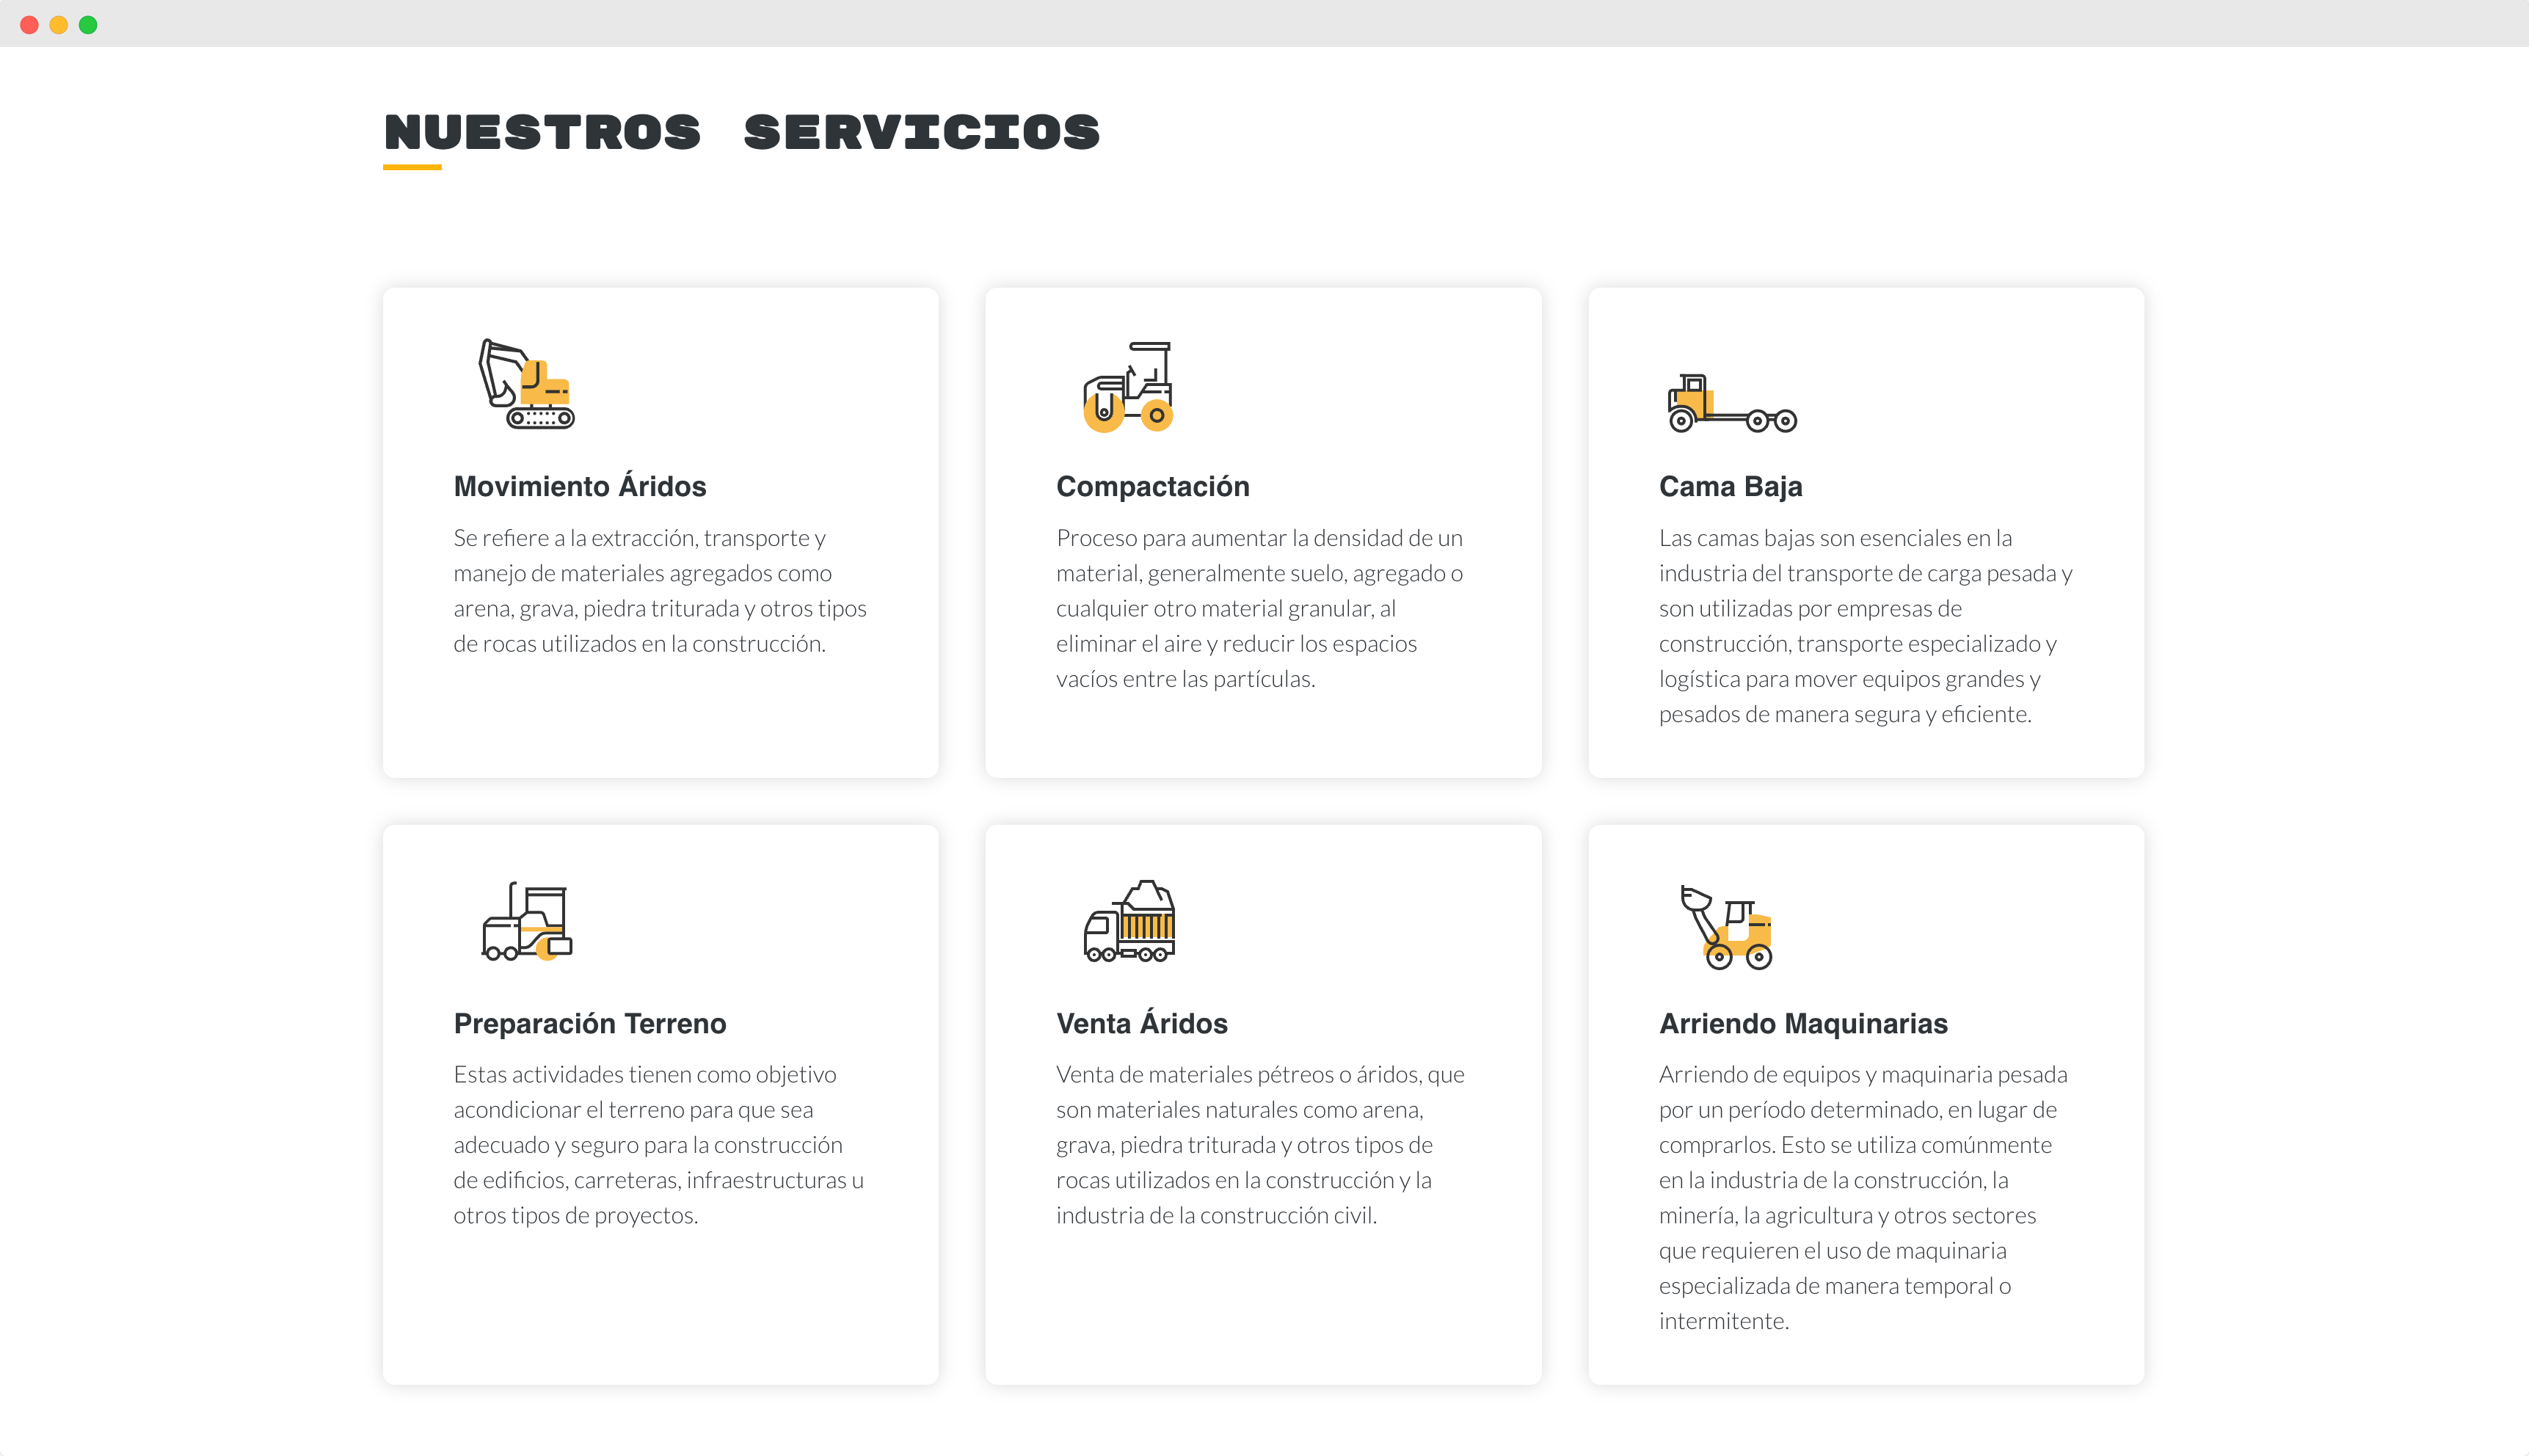 NUESTROS SERVICIOS
Movimiento Áridos
Se refiere a la extracción, transporte y
manejo de materiales agregados como
arena, grava, piedra triturada y otros tipos
de rocas utilizados en la construcción.
Compactación
Proceso para aumentar la densidad de un
material, generalmente suelo, agregado o
cualquier otro material granular, al
eliminar el aire y reducir los espacios
vacíos entre las partículas.
Cama Baja
Las camas bajas son esenciales en la
industria del transporte de carga pesada y
son utilizadas por empresas de
construcción, transporte especializado y
logística para mover equipos grandes y
pesados de manera segura y eficiente.
Preparación Terreno
Estas actividades tienen como objetivo
acondicionar el terreno para que sea
adecuado y seguro para la construcción
de edificios, carreteras, infraestructuras u
otros tipos de proyectos.
Venta Áridos
Venta de materiales pétreos o áridos, que
son materiales naturales como arena,
grava, piedra triturada y otros tipos de
rocas utilizados en la construcción y la
industria de la construcción civil.
Arriendo Maquinarias
Arriendo de equipos y maquinaria pesada
por un período determinado, en lugar de
comprarlos. Esto se utiliza comúnmente
en la industria de la construcción, la
minería, la agricultura y otros sectores
que requieren el uso de maquinaria
especializada de manera temporal o
intermitente.